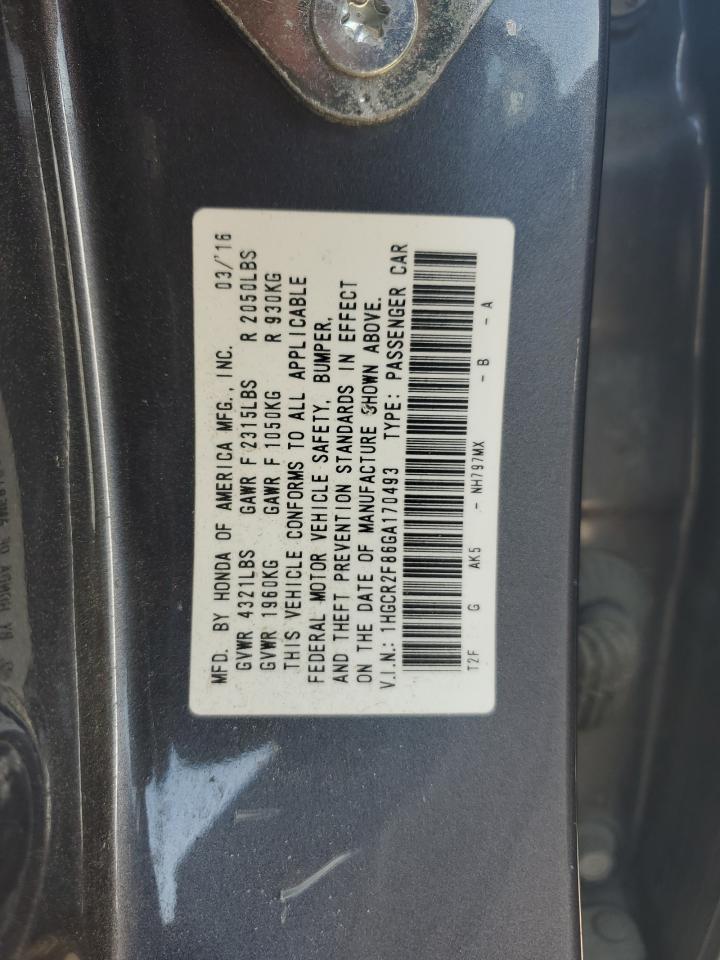 MFD. BY HONDA OF AMERICA MFG., INC. 03/'16
GVWR 4321LBS GAWR F 2315LBS R 2050LBS
GVWR 1960KG GAWR F 1050KG R 930KG
THIS VEHICLE CONFORMS TO ALL APPLICABLE
FEDERAL MOTOR VEHICLE SAFETY, BUMPER,
AND THEFT PREVENTION STANDARDS IN EFFECT
ON THE DATE OF MANUFACTURE SHOWN ABOVE.
V.I.N.: 1HGCR2F86GA170493 TYPE: PASSENGER CAR
T2F G AK5 - NH797MX - B - A